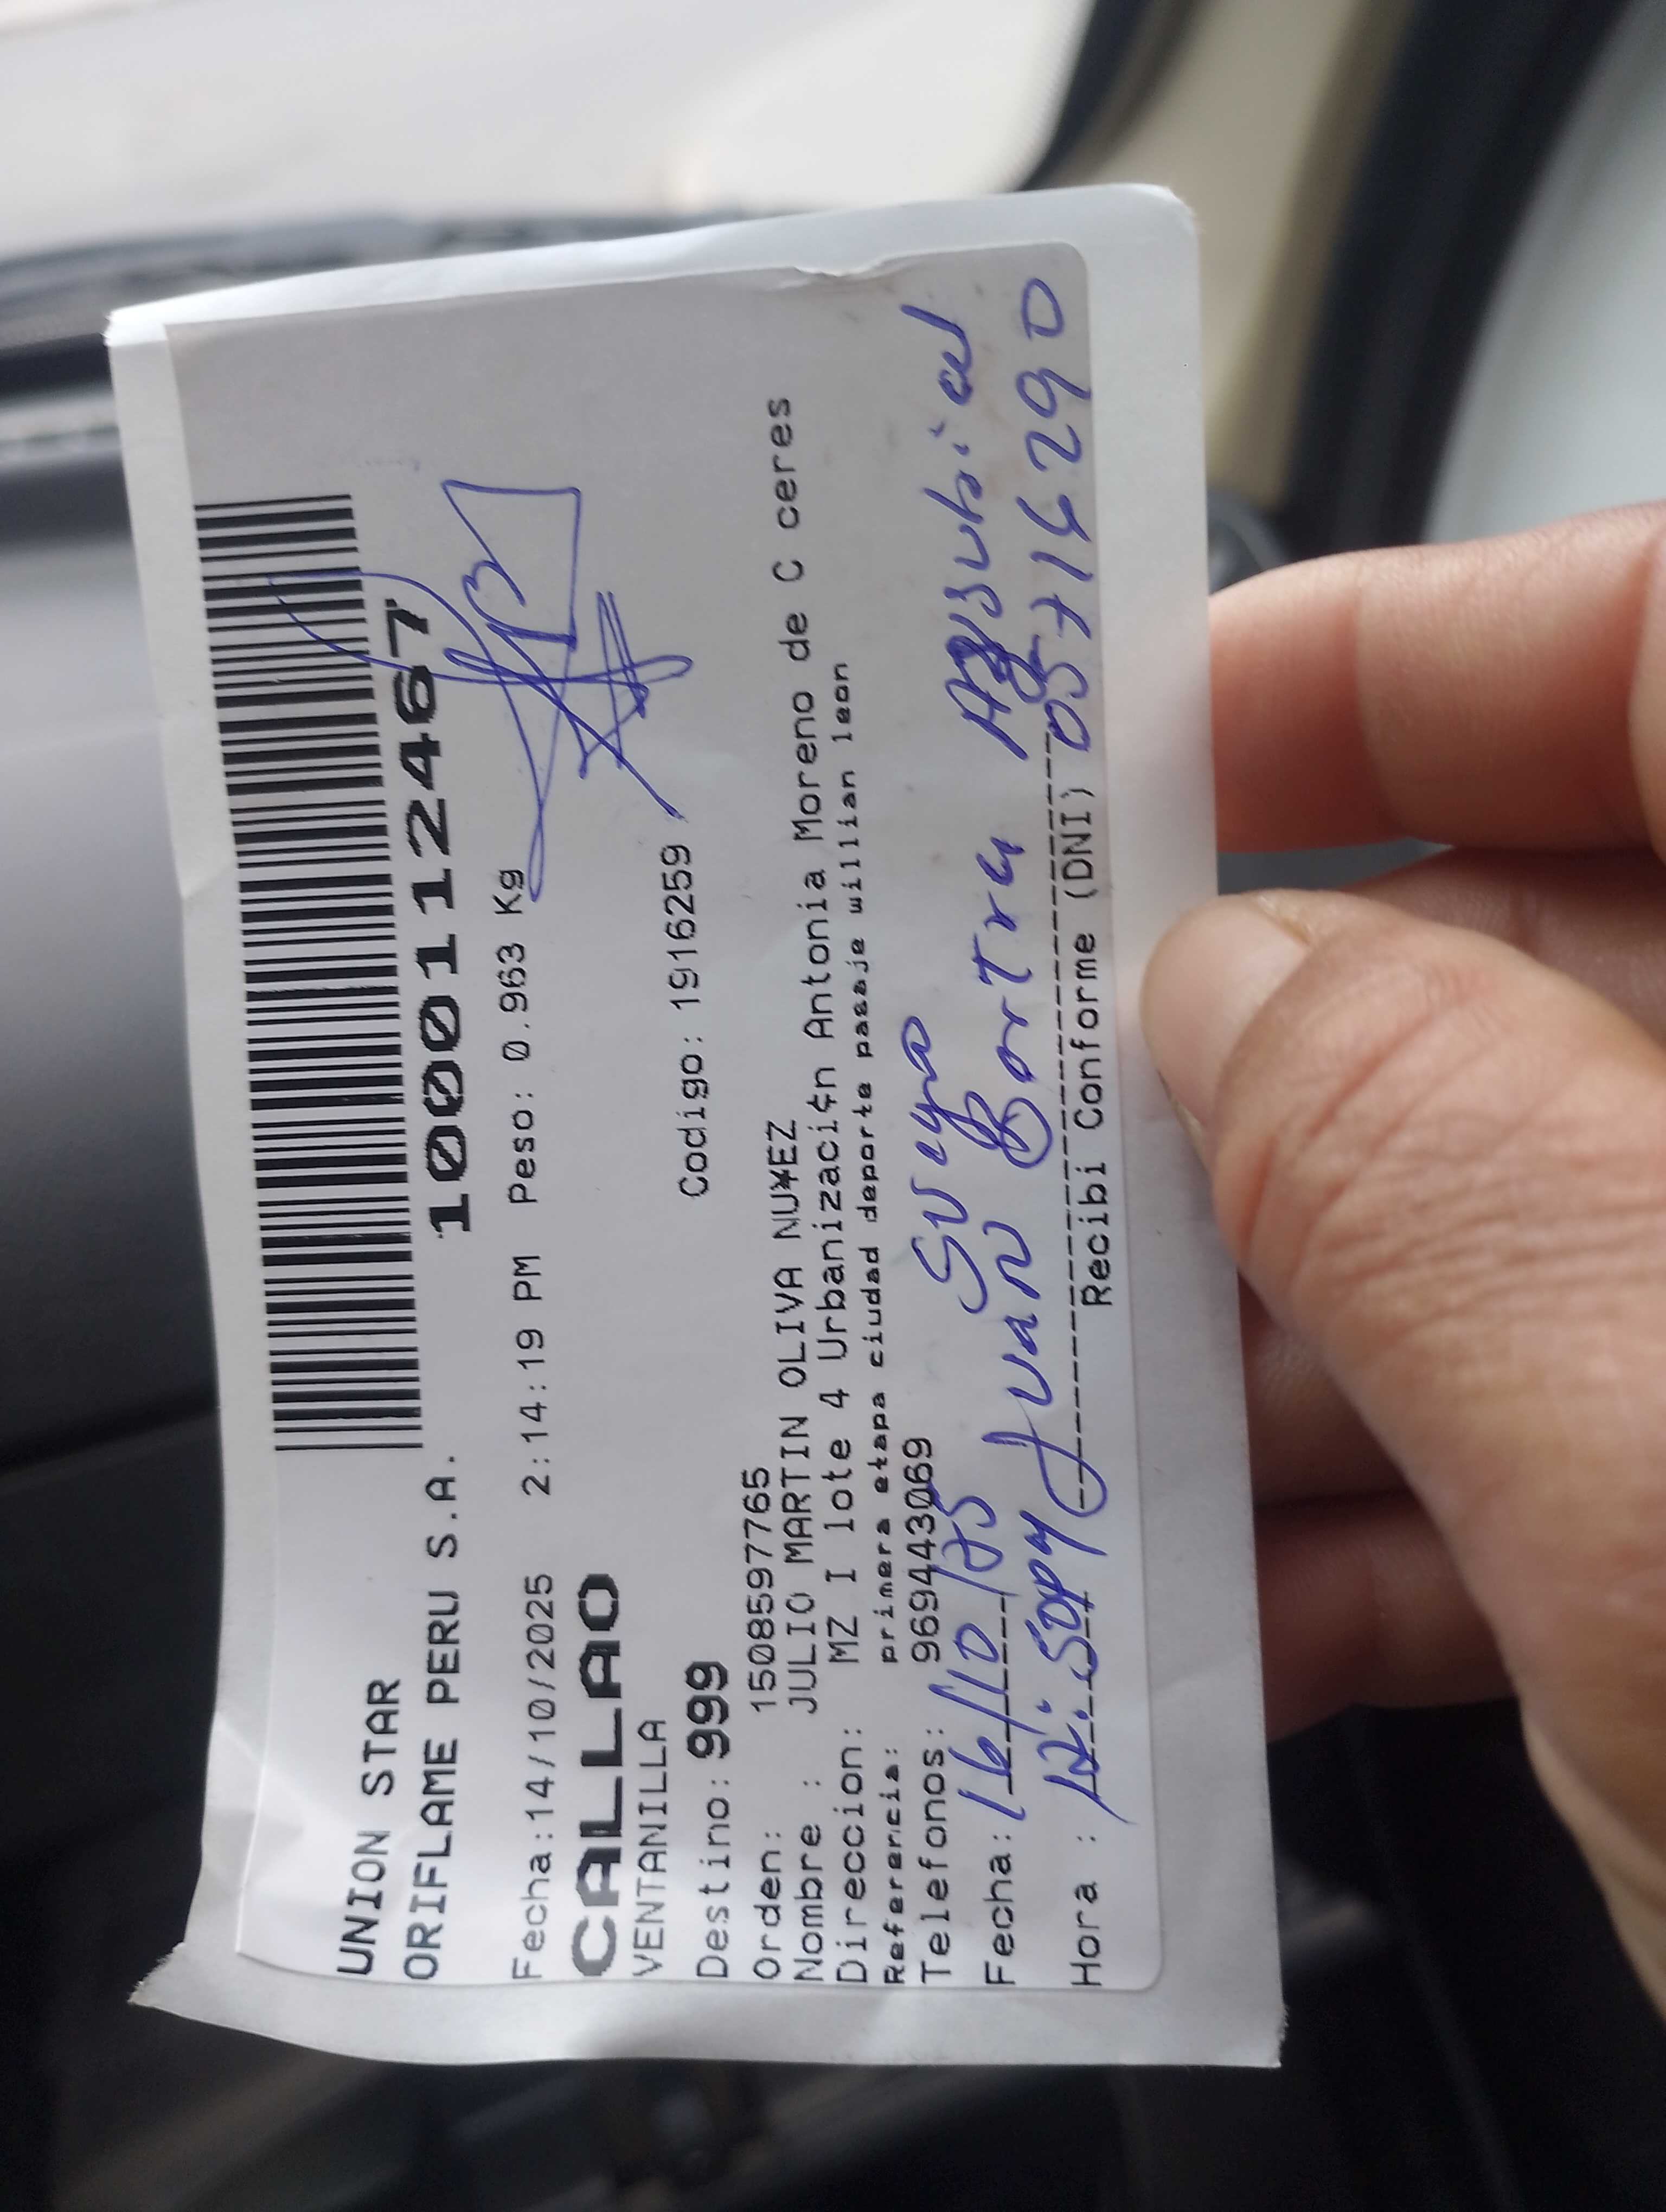 UNION STAR
ORIFLAME PERU S.A.
1000112467
Fecha:14/10/2025 2:14:19 PM Peso: 0.963 Kg
CALLAO
VENTANILLA
Destino: 999 Codigo: 1916259
Orden: 1508597765
Nombre : JULIO MARTIN OLIVA NU¥EZ
Direccion: MZ I lote 4 Urbanizaci¢n Antonia Moreno de C ceres
Referencia: primera etapa ciudad deporte pasaje willian leon
Telefonos: 969443069
Fecha: 16/10/25 Suegro
Hora : 12:50PM Juan
Recibi Conforme (DNI) 05716290